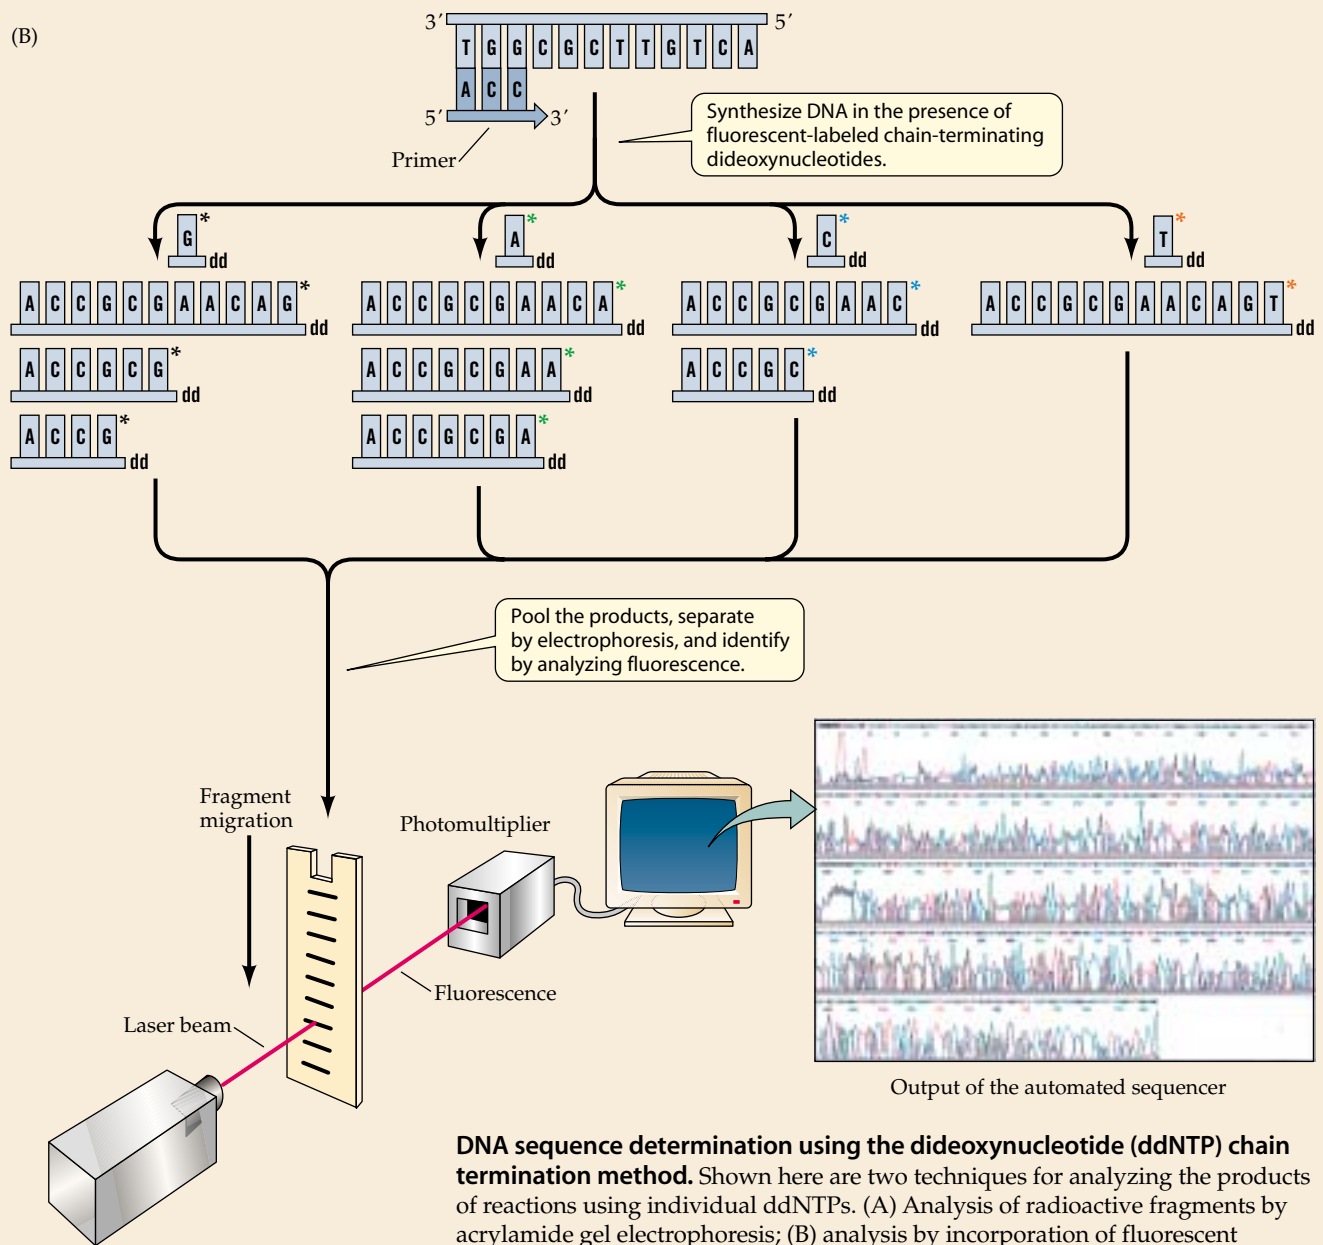 (B)
3′ 5′
T G G C G C T T G T C A
A C C
5′ 3′
Primer
Synthesize DNA in the presence of
fluorescent-labeled chain-terminating
dideoxynucleotides.
G* dd
A* dd
C* dd
T* dd
A C C G C G A A C A G* dd
A C C G C G* dd
A C C G* dd
A C C G C G A A C A* dd
A C C G C G A A* dd
A C C G C G A* dd
A C C G C G A A C* dd
A C C G C* dd
A C C G C G A A C A G T* dd
Pool the products, separate
by electrophoresis, and identify
by analyzing fluorescence.
Fragment
migration
Photomultiplier
Fluorescence
Laser beam
Output of the automated sequencer
DNA sequence determination using the dideoxynucleotide (ddNTP) chain
termination method. Shown here are two techniques for analyzing the products
of reactions using individual ddNTPs. (A) Analysis of radioactive fragments by
acrylamide gel electrophoresis; (B) analysis by incorporation of fluorescent